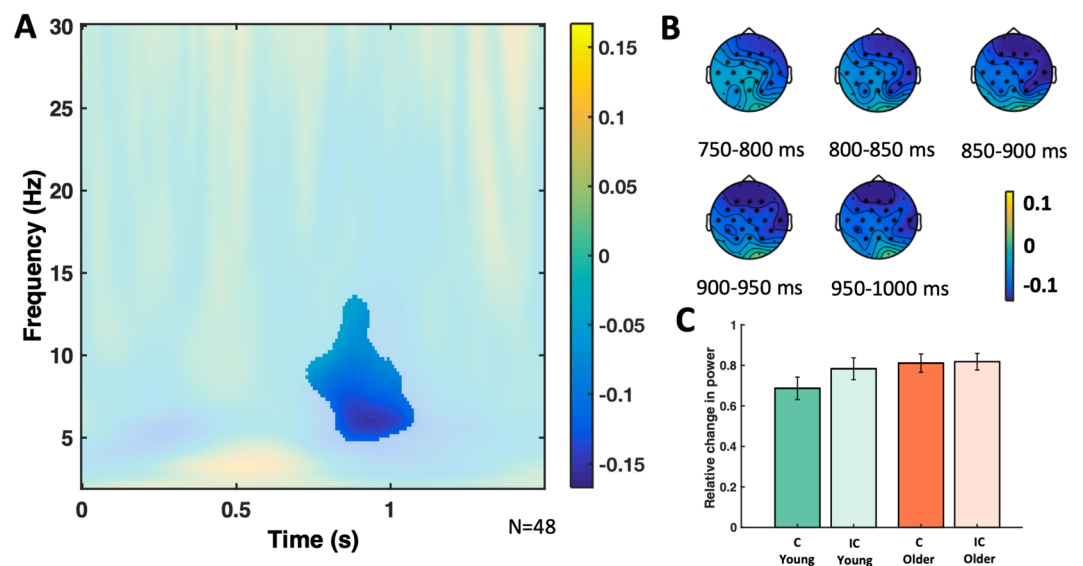 A
30
25
20
15
10
5
Frequency (Hz)
0
0.5
1
Time (s)
N=48
0.15
0.1
0.05
0
-0.05
-0.1
-0.15
B
750-800 ms
800-850 ms
850-900 ms
900-950 ms
950-1000 ms
0.1
0
-0.1
C
1
0.8
0.6
0.4
0.2
0
Relative change in power
C
Young
IC
Young
C
Older
IC
Older